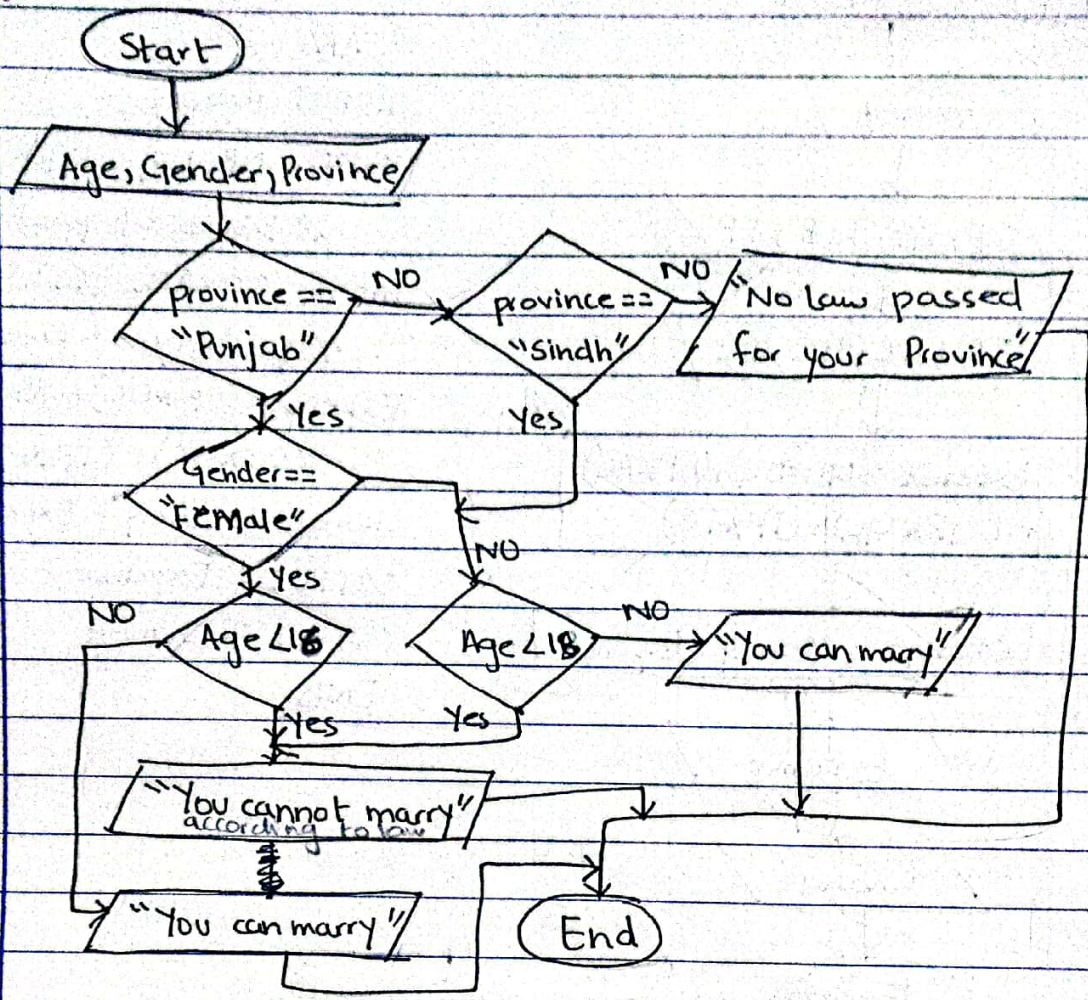 Start
Age, Gender, Province
province ==
"Punjab"
NO
province ==
"Sindh"
NO
"No law passed
for your Province"
Yes
Yes
Gender==
"Female"
NO
Yes
NO
Age <
Age <18
NO
"You can marry"
Yes
Yes
"You cannot marry"
according to law
"You can marry"
End